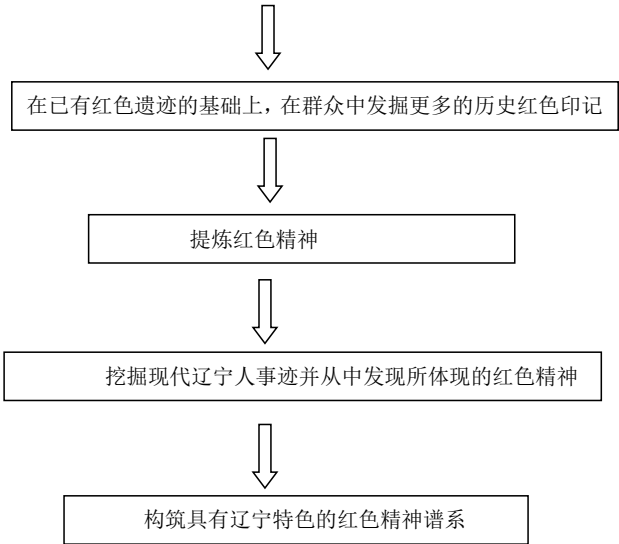 在已有红色遗迹的基础上，在群众中发掘更多的历史红色印记
提炼红色精神
挖掘现代辽宁人事迹并从中发现所体现的红色精神
构筑具有辽宁特色的红色精神谱系